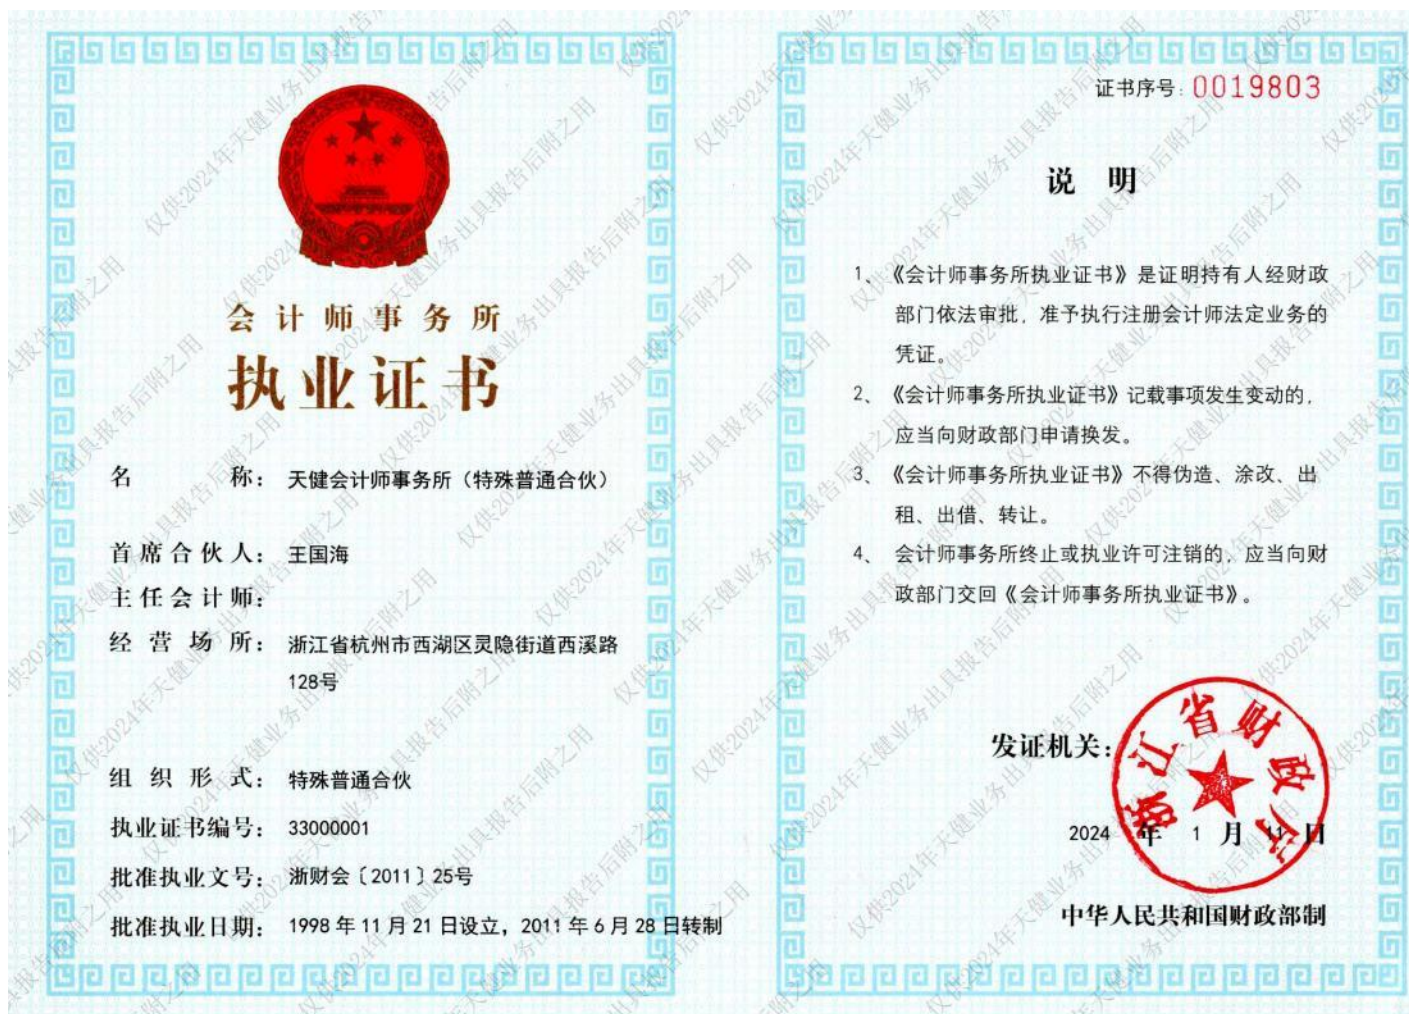 会计师事务所
执业证书
名 称： 天健会计师事务所（特殊普通合伙）
首席合伙人： 王国海
主任会计师：
经营场所： 浙江省杭州市西湖区灵隐街道西溪路
128号
组织形式： 特殊普通合伙
执业证书编号： 33000001
批准执业文号： 浙财会〔2011〕25号
批准执业日期： 1998年11月21日设立，2011年6月28日转制
证书序号：0019803
说 明
1、《会计师事务所执业证书》是证明持有人经财政
部门依法审批，准予执行注册会计师法定业务的
凭证。
2、《会计师事务所执业证书》记载事项发生变动的，
应当向财政部门申请换发。
3、《会计师事务所执业证书》不得伪造、涂改、出
租、出借、转让。
4、 会计师事务所终止或执业许可注销的，应当向财
政部门交回《会计师事务所执业证书》。
发证机关：
浙江省财政厅
2024年1月11日
中华人民共和国财政部制
仅供2024年天健业务出具报告后附之用